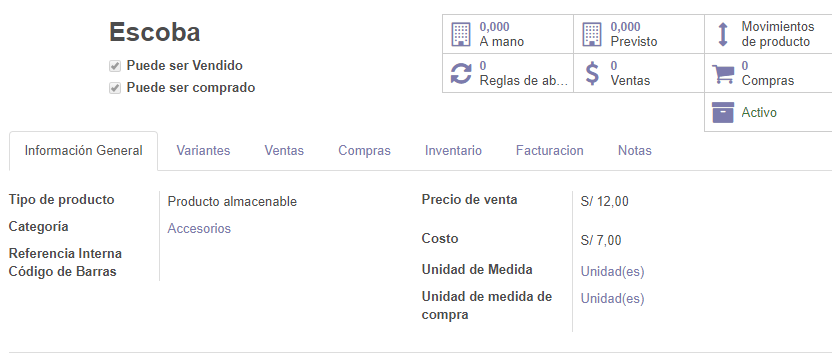 Escoba
Puede ser Vendido
Puede ser comprado
0,000
A mano
0,000
Previsto
Movimientos
de producto
0
Reglas de ab...
0
Ventas
0
Compras
Activo
Información General
Variantes
Ventas
Compras
Inventario
Facturacion
Notas
Tipo de producto
Producto almacenable
Categoría
Accesorios
Referencia Interna
Código de Barras
Precio de venta
S/ 12,00
Costo
S/ 7,00
Unidad de Medida
Unidad(es)
Unidad de medida de
compra
Unidad(es)